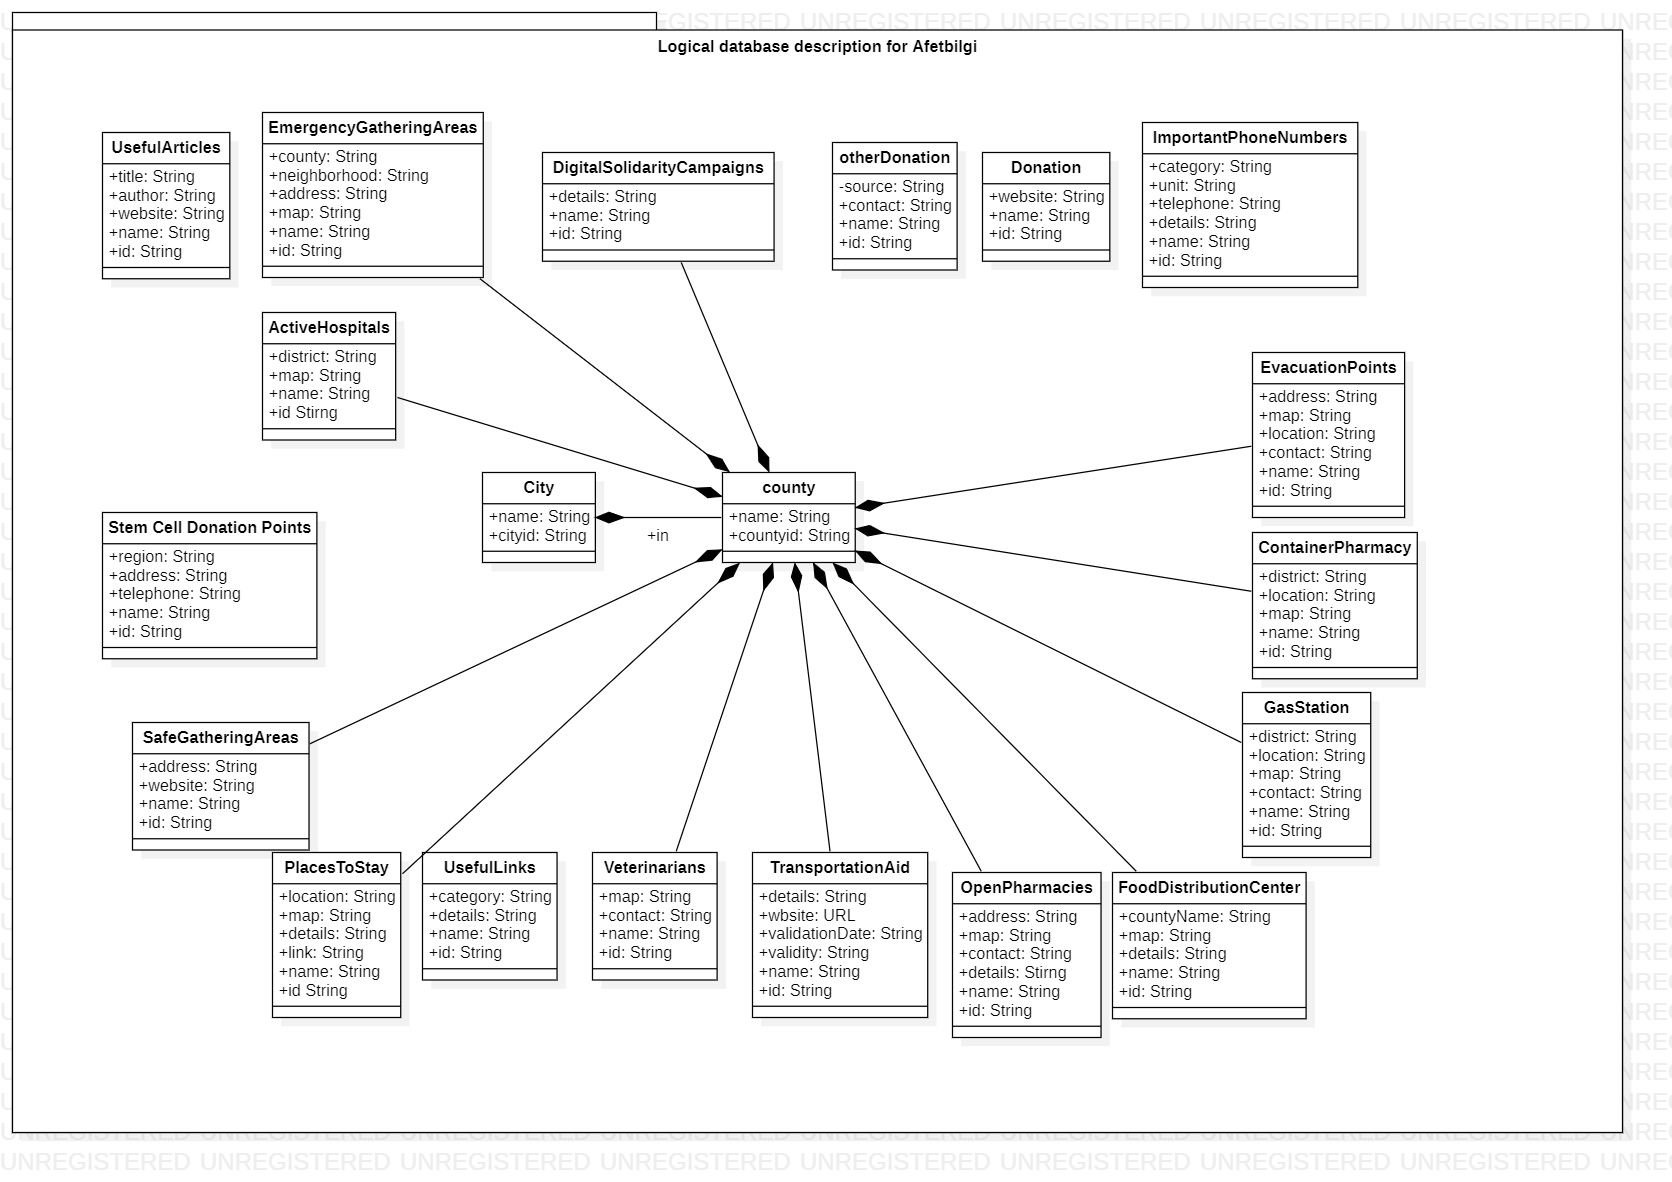 Logical database description for Afetbilgi
UsefulArticles
+title: String
+author: String
+website: String
+name: String
+id: String
EmergencyGatheringAreas
+county: String
+neighborhood: String
+address: String
+map: String
+name: String
+id: String
DigitalSolidarityCampaigns
+details: String
+name: String
+id: String
otherDonation
-source: String
+contact: String
+name: String
+id: String
Donation
+website: String
+name: String
+id: String
ImportantPhoneNumbers
+category: String
+unit: String
+telephone: String
+details: String
+name: String
+id: String
ActiveHospitals
+district: String
+map: String
+name: String
+id Stirng
EvacuationPoints
+address: String
+map: String
+location: String
+contact: String
+name: String
+id: String
City
+name: String
+cityid: String
+in
county
+name: String
+countyid: String
Stem Cell Donation Points
+region: String
+address: String
+telephone: String
+name: String
+id: String
ContainerPharmacy
+district: String
+location: String
+map: String
+name: String
+id: String
GasStation
+district: String
+location: String
+map: String
+contact: String
+name: String
+id: String
SafeGatheringAreas
+address: String
+website: String
+name: String
+id: String
PlacesToStay
+location: String
+map: String
+details: String
+link: String
+name: String
+id String
UsefulLinks
+category: String
+details: String
+name: String
+id: String
Veterinarians
+map: String
+contact: String
+name: String
+id: String
TransportationAid
+details: String
+wbsite: URL
+validationDate: String
+validity: String
+name: String
+id: String
OpenPharmacies
+address: String
+map: String
+contact: String
+details: Stirng
+name: String
+id: String
FoodDistributionCenter
+countyName: String
+map: String
+details: String
+name: String
+id: String
UNREGISTERED UNREGISTERED UNREGISTERED UNREGISTERED UNREGISTERED UNREGISTERED UNREGISTERED UNREGISTERED